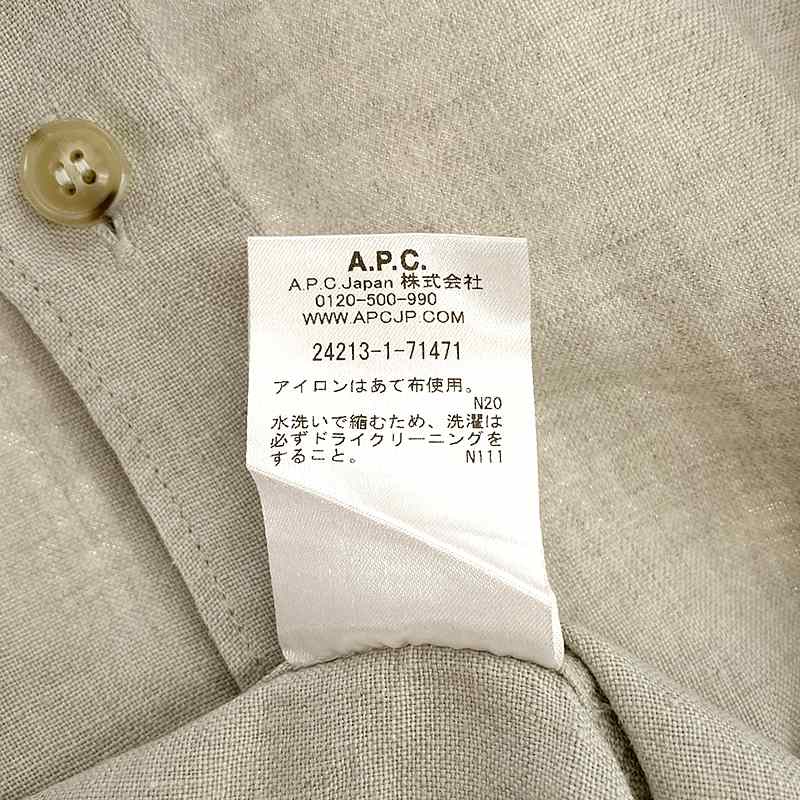 A.P.C.
A.P.C.Japan 株式会社
0120-500-990
WWW.APCJP.COM
24213-1-71471
アイロンはあて布使用。
N20
水洗いで縮むため、洗濯は
必ずドライクリーニングを
すること。 N111